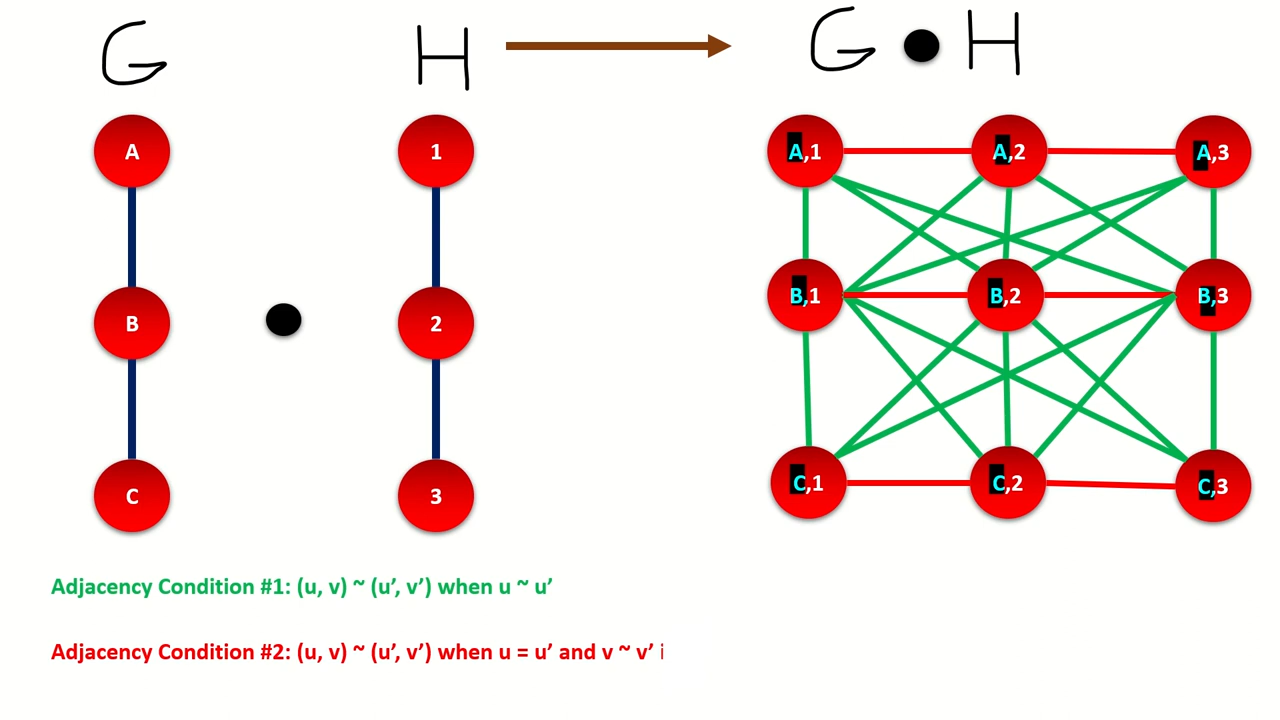 G H G ● H
A 1 A,1 A,2 A,3
B 2 B,1 B,2 B,3
C 3 C,1 C,2 C,3
Adjacency Condition #1: (u, v) ~ (u’, v’) when u ~ u’
Adjacency Condition #2: (u, v) ~ (u’, v’) when u = u’ and v ~ v’ i